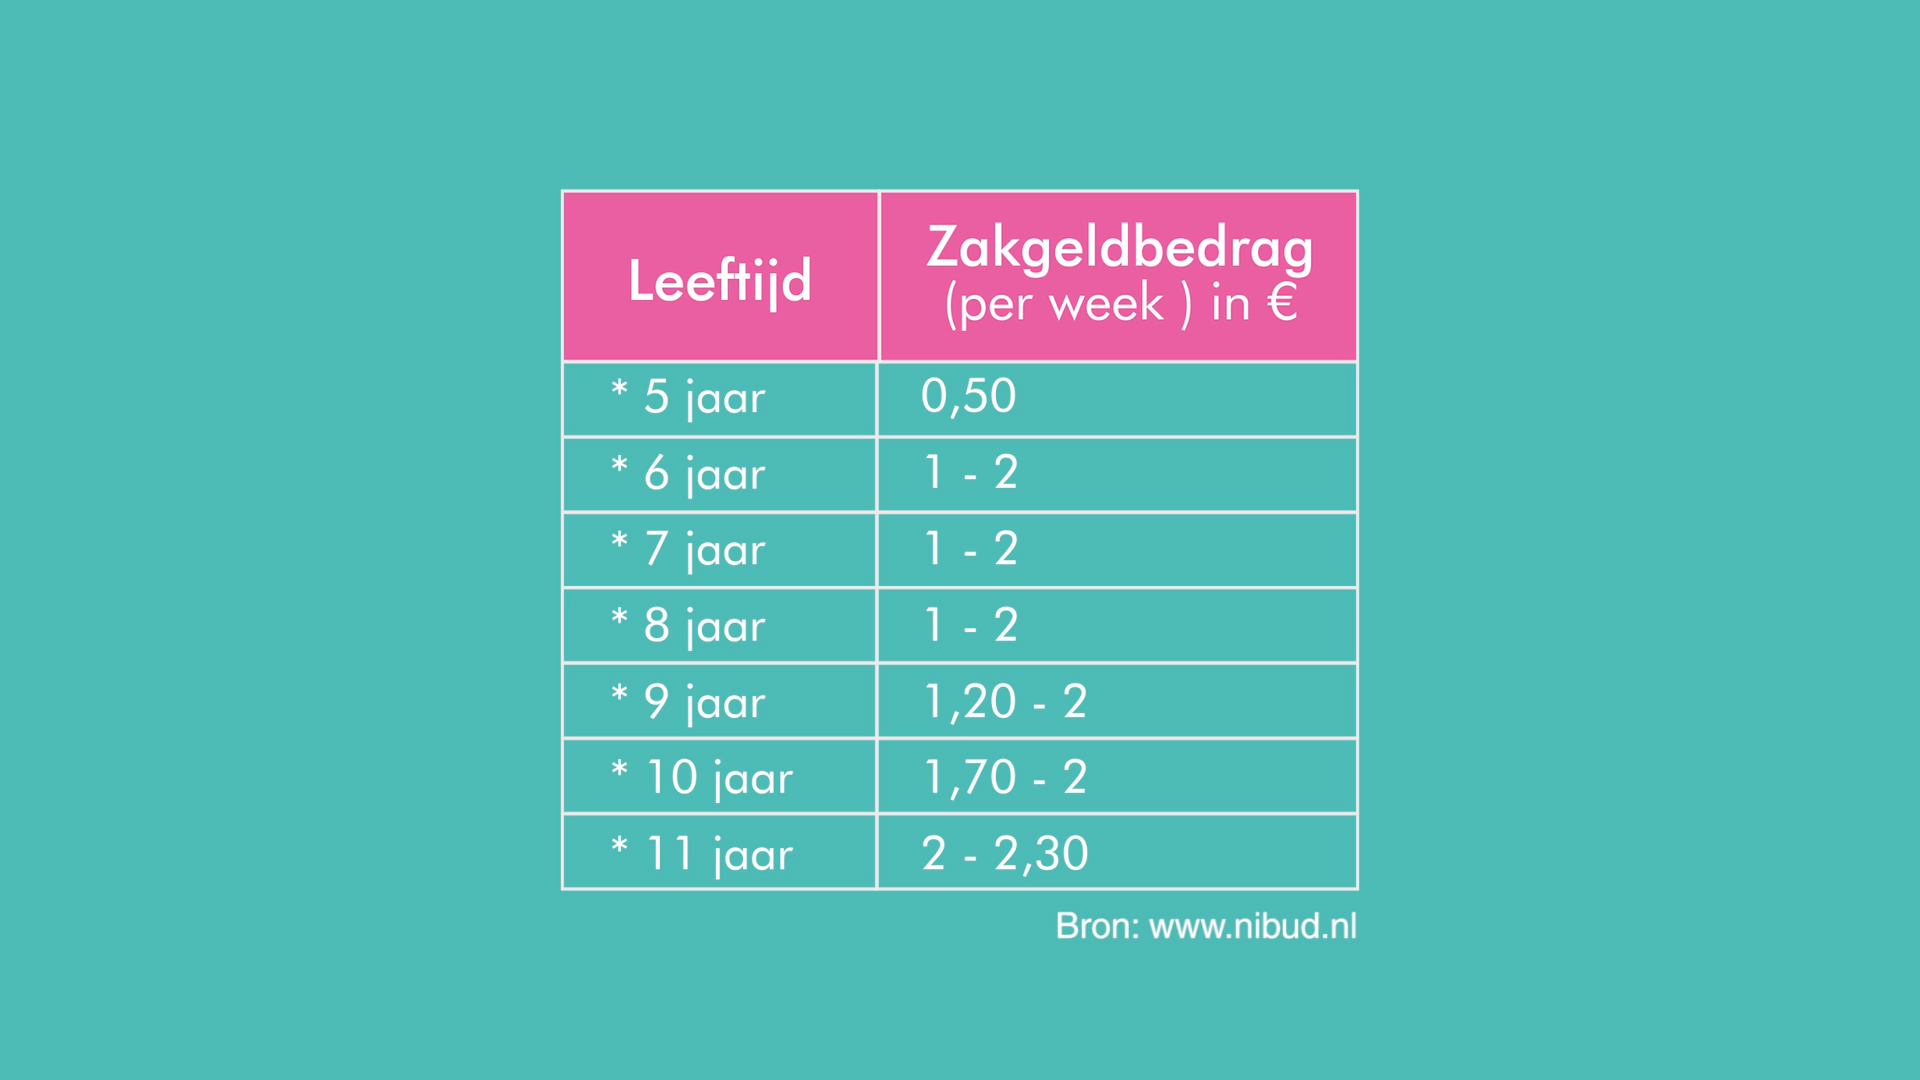 Leeftijd
Zakgeldbedrag
(per week ) in €
* 5 jaar 0,50
* 6 jaar 1 - 2
* 7 jaar 1 - 2
* 8 jaar 1 - 2
* 9 jaar 1,20 - 2
* 10 jaar 1,70 - 2
* 11 jaar 2 - 2,30
Bron: www.nibud.nl